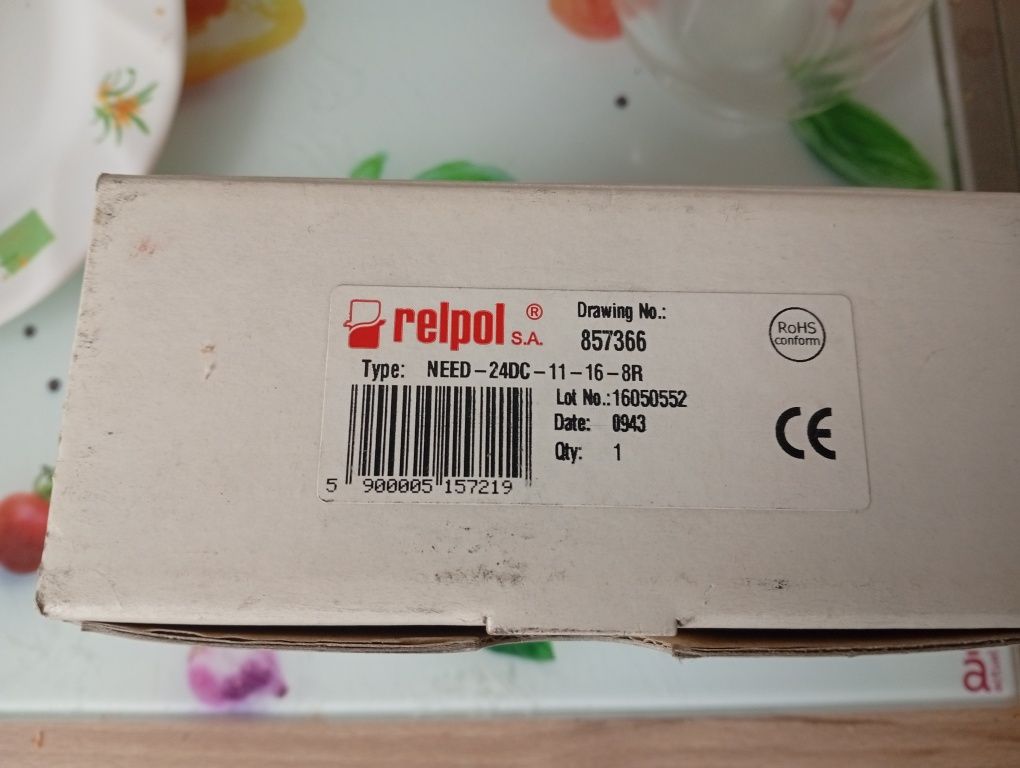 relpol® S.A.
Drawing No.:
857366
RoHS
conform
Type: NEED-24DC-11-16-8R
Lot No.:16050552
Date: 0943
Qty: 1
CE
5 900005 157219